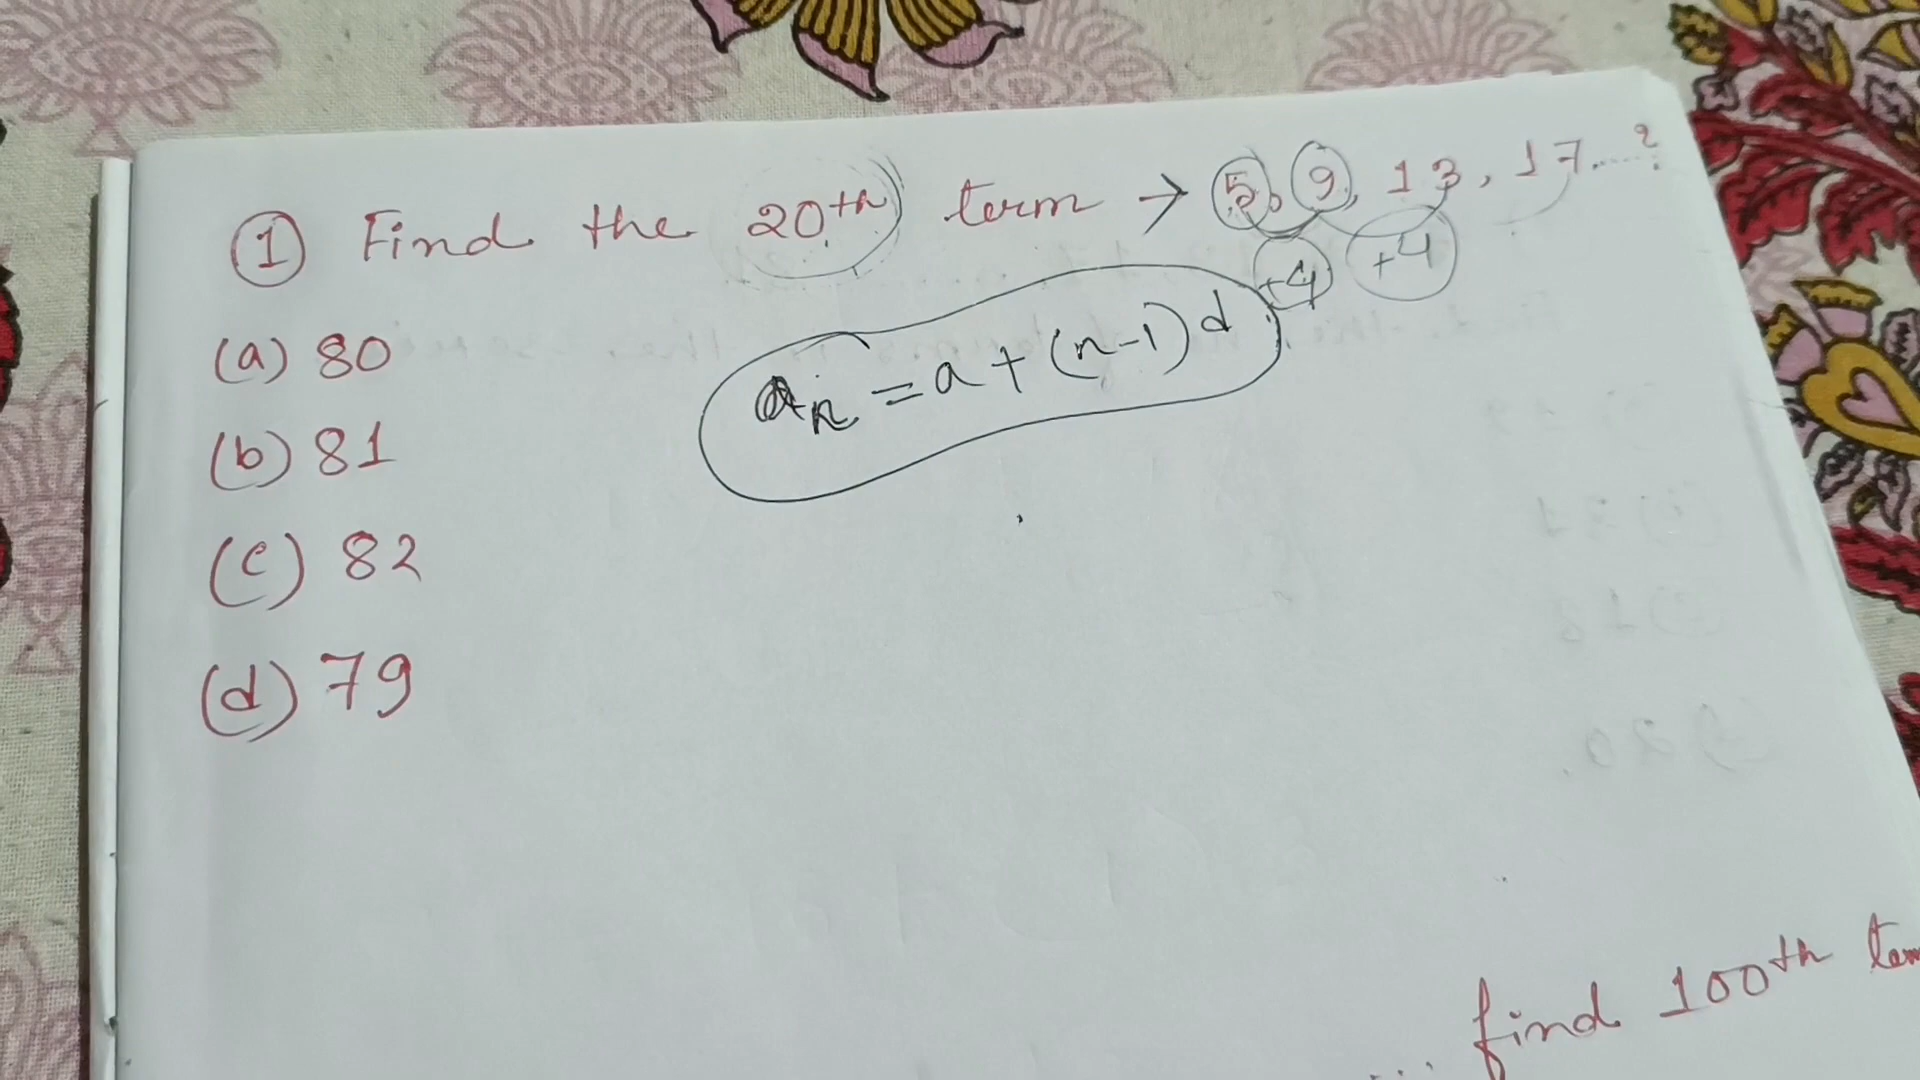 ① Find the 20th term → 5, 9, 13, 17.....?
+4 +4
an = a + (n-1) d
(a) 80
(b) 81
(c) 82
(d) 79
find 100th